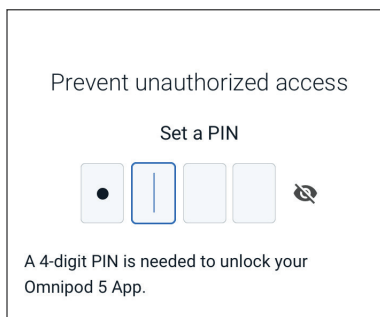 Prevent unauthorized access
Set a PIN
A 4-digit PIN is needed to unlock your
Omnipod 5 App.